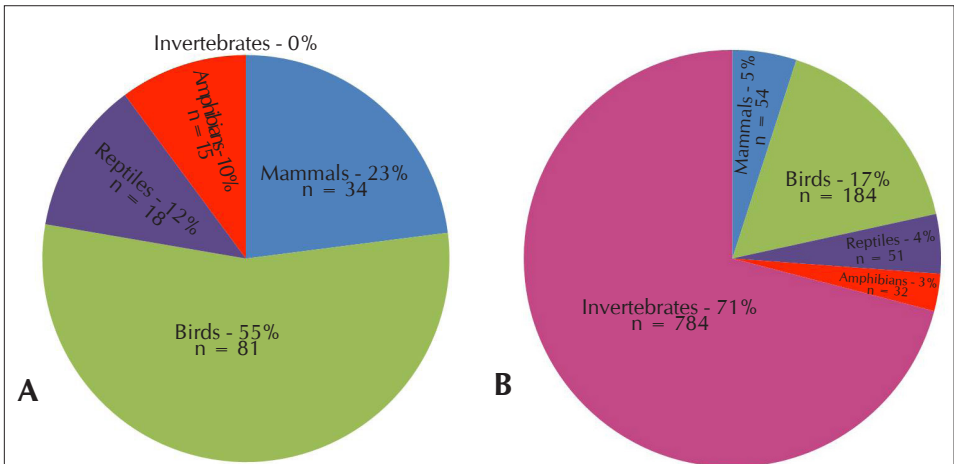 Invertebrates - 0%
Amphibians-10%
n = 15
Reptiles - 12%
n = 18
Mammals - 23%
n = 34
Birds - 55%
n = 81
A
Mammals - 5%
n = 54
Birds - 17%
n = 184
Reptiles - 4%
n = 51
Amphibians - 3%
n = 32
Invertebrates - 71%
n = 784
B